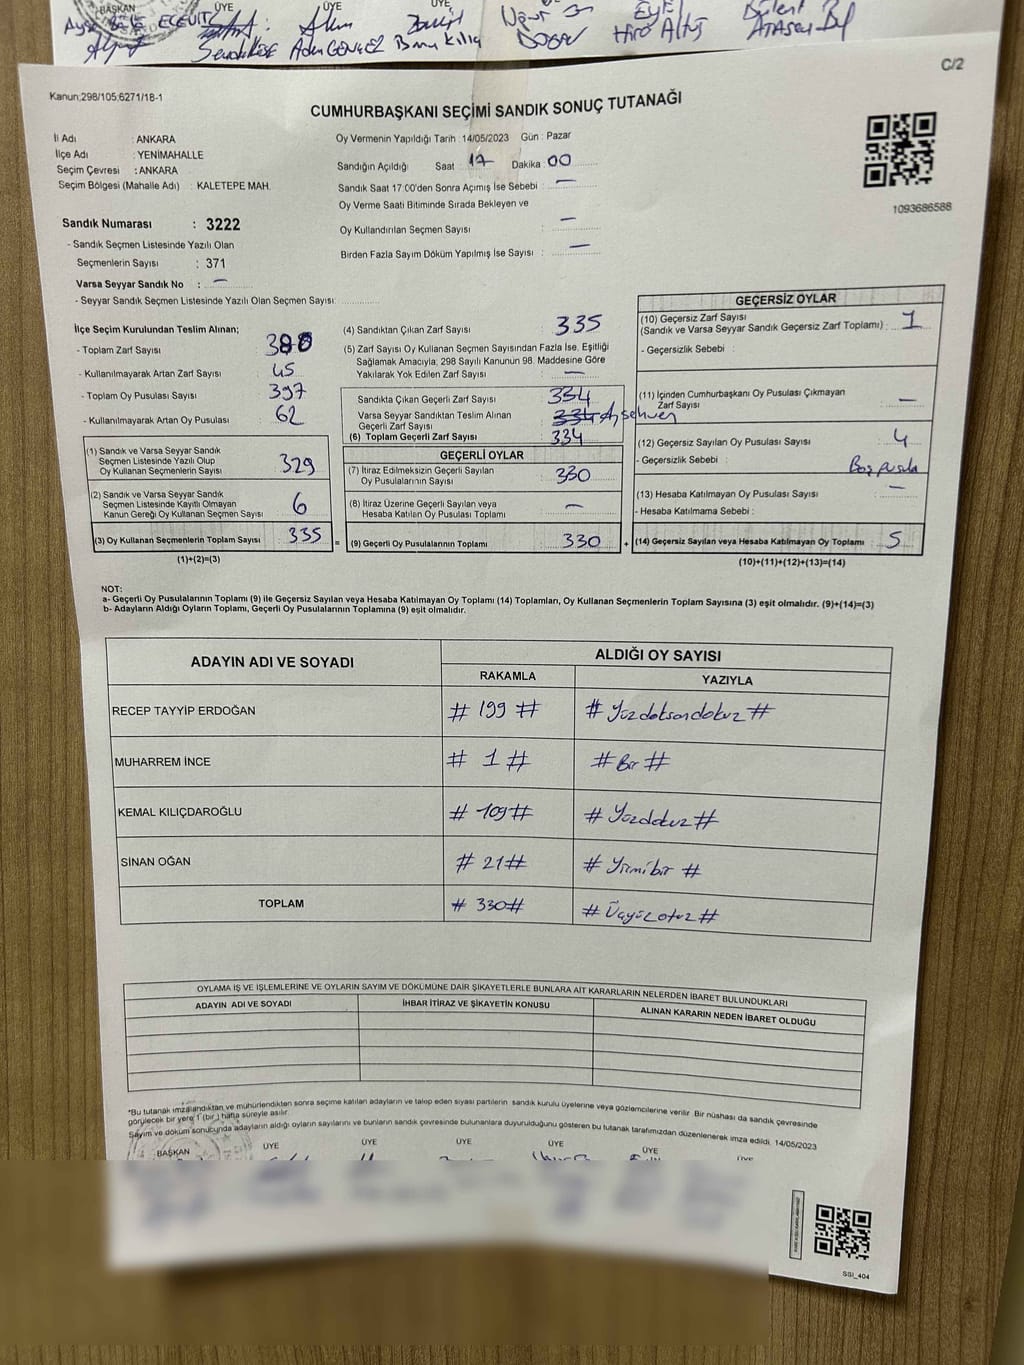 BAŞKAN ÜYE ÜYE ÜYE
C/2
Kanun:298/105;6271/18-1
CUMHURBAŞKANI SEÇİMİ SANDIK SONUÇ TUTANAĞI
İl Adı : ANKARA
İlçe Adı : YENİMAHALLE
Seçim Çevresi : ANKARA
Seçim Bölgesi (Mahalle Adı) : KALETEPE MAH.
Oy Vermenin Yapıldığı Tarih : 14/05/2023 Gün : Pazar
Sandığın Açıldığı Saat 17 Dakika : 00
Sandık Saat 17:00'den Sonra Açımış İse Sebebi : —
Oy Verme Saati Bitiminde Sırada Bekleyen ve
Oy Kullandırılan Seçmen Sayısı : —
Birden Fazla Sayım Döküm Yapılmış İse Sayısı : —
1093686588
Sandık Numarası : 3222
- Sandık Seçmen Listesinde Yazılı Olan
Seçmenlerin Sayısı : 371
Varsa Seyyar Sandık No : —
- Seyyar Sandık Seçmen Listesinde Yazılı Olan Seçmen Sayısı:
İlçe Seçim Kurulundan Teslim Alınan;
- Toplam Zarf Sayısı 380
- Kullanılmayarak Artan Zarf Sayısı 45
- Toplam Oy Pusulası Sayısı 397
- Kullanılmayarak Artan Oy Pusulası 62
(1) Sandık ve Varsa Seyyar Sandık
Seçmen Listesinde Yazılı Olup
Oy Kullanan Seçmenlerin Sayısı 329
(2) Sandık ve Varsa Seyyar Sandık
Seçmen Listesinde Kayıtlı Olmayan
Kanun Gereği Oy Kullanan Seçmen Sayısı 6
(3) Oy Kullanan Seçmenlerin Toplam Sayısı 335 =
(1)+(2)=(3)
(4) Sandıktan Çıkan Zarf Sayısı 335
(5) Zarf Sayısı Oy Kullanan Seçmen Sayısından Fazla İse, Eşitliği
Sağlamak Amacıyla; 298 Sayılı Kanunun 98. Maddesine Göre
Yakılarak Yok Edilen Zarf Sayısı —
Sandıkta Çıkan Geçerli Zarf Sayısı 334
Varsa Seyyar Sandıktan Teslim Alınan
Geçerli Zarf Sayısı 334 Sehven
(6) Toplam Geçerli Zarf Sayısı 334
GEÇERLİ OYLAR
(7) İtiraz Edilmeksizin Geçerli Sayılan
Oy Pusulalarının Sayısı 330
(8) İtiraz Üzerine Geçerli Sayılan veya
Hesaba Katılan Oy Pusulası Toplamı —
(9) Geçerli Oy Pusulalarının Toplamı 330 +
GEÇERSİZ OYLAR
(10) Geçersiz Zarf Sayısı
(Sandık ve Varsa Seyyar Sandık Geçersiz Zarf Toplamı) : 1
- Geçersizlik Sebebi :
(11) İçinden Cumhurbaşkanı Oy Pusulası Çıkmayan
Zarf Sayısı —
(12) Geçersiz Sayılan Oy Pusulası Sayısı 4
- Geçersizlik Sebebi : Boş pusula
(13) Hesaba Katılmayan Oy Pusulası Sayısı —
- Hesaba Katılmama Sebebi :
(14) Geçersiz Sayılan veya Hesaba Katılmayan Oy Toplamı 5
(10)+(11)+(12)+(13)=(14)
NOT:
a- Geçerli Oy Pusulalarının Toplamı (9) ile Geçersiz Sayılan veya Hesaba Katılmayan Oy Toplamı (14) Toplamları, Oy Kullanan Seçmenlerin Toplam Sayısına (3) eşit olmalıdır. (9)+(14)=(3)
b- Adayların Aldığı Oyların Toplamı, Geçerli Oy Pusulalarının Toplamına (9) eşit olmalıdır.
ADAYIN ADI VE SOYADI ALDIĞI OY SAYISI
RAKAMLA YAZIYLA
RECEP TAYYİP ERDOĞAN # 199 # # Yüzdoksandokuz #
MUHARREM İNCE # 1 # # Bir #
KEMAL KILIÇDAROĞLU # 109 # # Yüzdokuz #
SİNAN OĞAN # 21 # # Yirmibir #
TOPLAM # 330 # # Üçyüzotuz #
OYLAMA İŞ VE İŞLEMLERİNE VE OYLARIN SAYIM VE DÖKÜMÜNE DAİR ŞİKAYETLERLE BUNLARA AİT KARARLARIN NELERDEN İBARET BULUNDUKLARI
ADAYIN ADI VE SOYADI İHBAR İTİRAZ VE ŞİKAYETİN KONUSU ALINAN KARARIN NEDEN İBARET OLDUĞU
*Bu tutanak imzalandıktan ve mühürlendikten sonra seçime katılan adayların ve talep eden siyasi partilerin sandık kurulu üyelerine veya gözlemcilerine verilir. Bir nüshası da sandık çevresinde
görülecek bir yere 1 (bir ) hafta süreyle asılır.
Sayım ve döküm sonucunda adayların aldığı oyların sayılarını ve bunların sandık çevresinde bulunanlara duyurulduğunu gösteren bu tutanak tarafımızdan düzenlenerek imza edildi. 14/05/2023
BAŞKAN ÜYE ÜYE ÜYE ÜYE ÜYE
SSİ_404